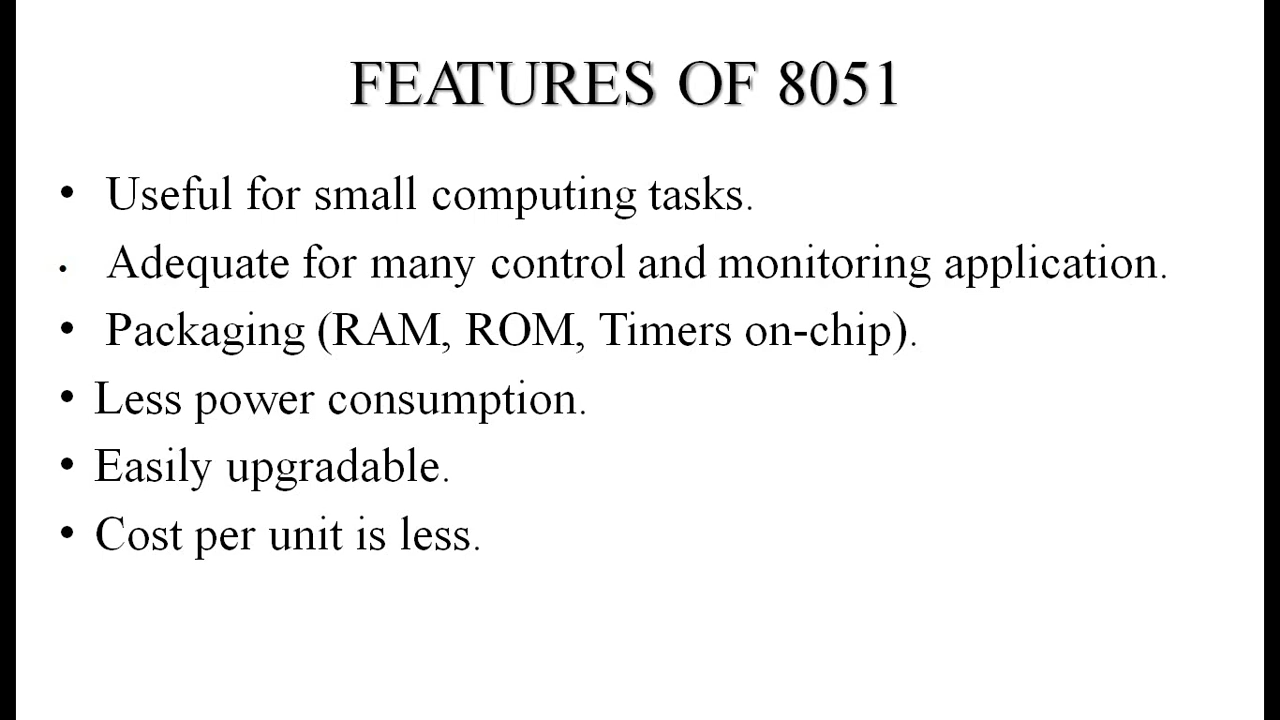 FEATURES OF 8051
• Useful for small computing tasks.
• Adequate for many control and monitoring application.
• Packaging (RAM, ROM, Timers on-chip).
• Less power consumption.
• Easily upgradable.
• Cost per unit is less.